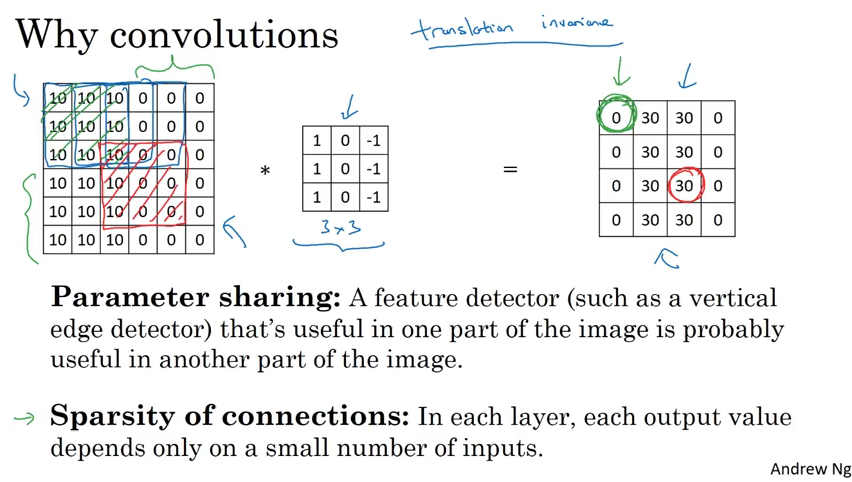 Why convolutions
translation invariance
10 10 10 0 0 0
10 10 10 0 0 0
10 10 10 0 0 0
10 10 10 0 0 0
10 10 10 0 0 0
10 10 10 0 0 0
*
1 0 -1
1 0 -1
1 0 -1
3×3
=
0 30 30 0
0 30 30 0
0 30 30 0
0 30 30 0
Parameter sharing: A feature detector (such as a vertical
edge detector) that’s useful in one part of the image is probably
useful in another part of the image.
→ Sparsity of connections: In each layer, each output value
depends only on a small number of inputs.
Andrew Ng